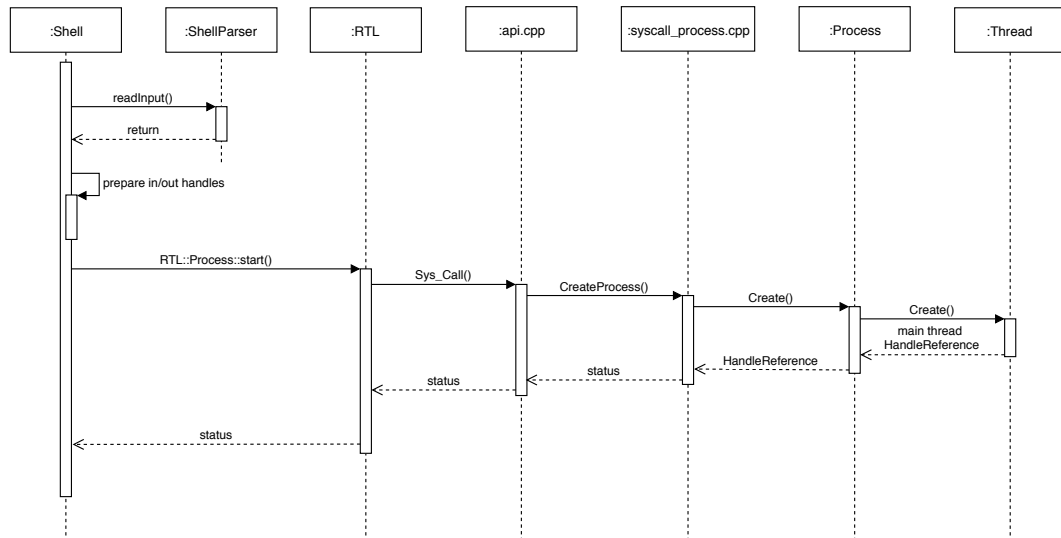 :Shell
:ShellParser
:RTL
:api.cpp
:syscall_process.cpp
:Process
:Thread
readInput()
return
prepare in/out handles
RTL::Process::start()
Sys_Call()
CreateProcess()
Create()
Create()
main thread
HandleReference
HandleReference
status
status
status